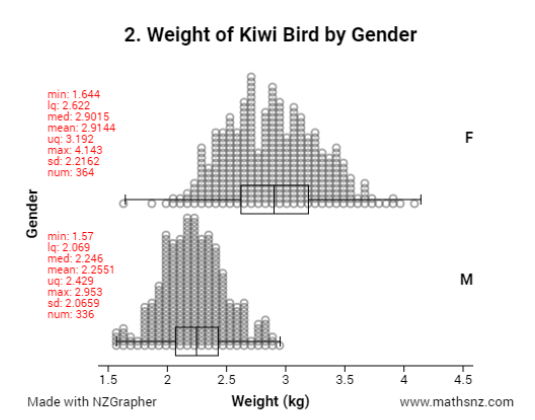 2. Weight of Kiwi Bird by Gender
min: 1.644
lq: 2.622
med: 2.9015
mean: 2.9144
uq: 3.192
max: 4.143
sd: 2.2162
num: 364
F
Gender
min: 1.57
lq: 2.069
med: 2.246
mean: 2.2551
uq: 2.429
max: 2.953
sd: 2.0659
num: 336
M
1.5 2 2.5 3 3.5 4 4.5
Made with NZGrapher Weight (kg) www.mathsnz.com